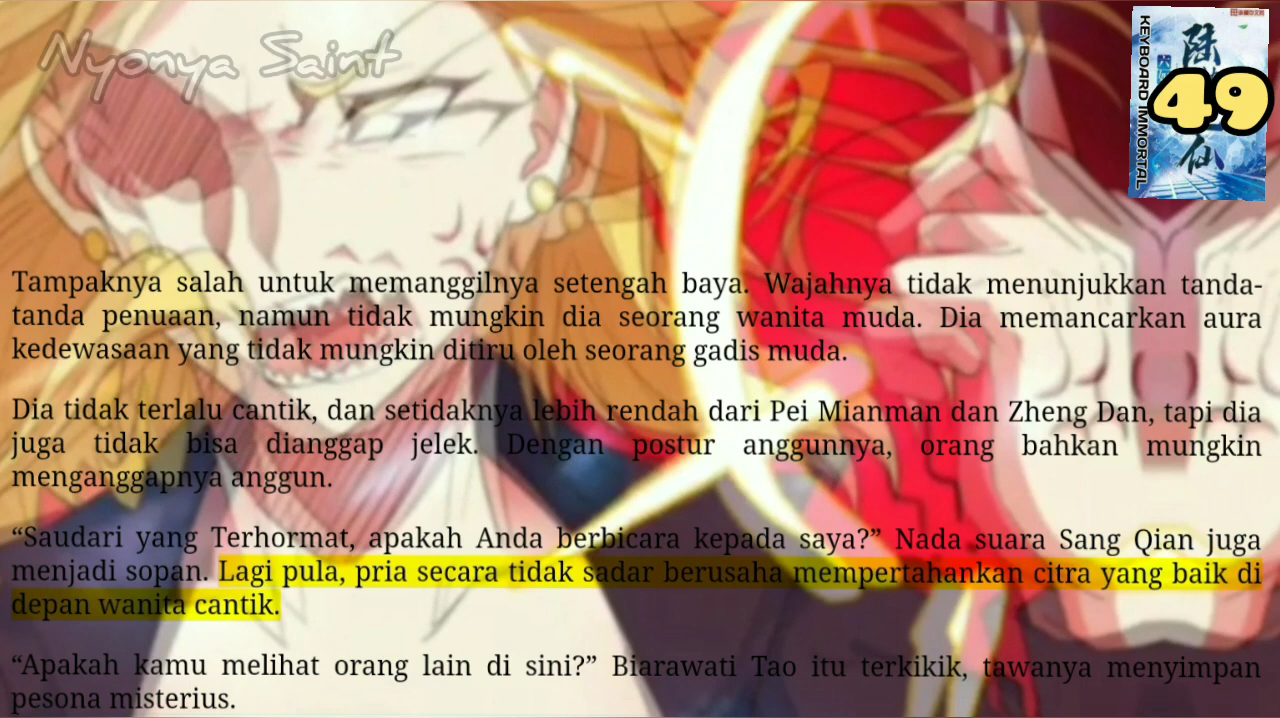 Nyonya Saint
KEYBOARD IMMORTAL
49
仙
Tampaknya salah untuk memanggilnya setengah baya. Wajahnya tidak menunjukkan tanda-
tanda penuaan, namun tidak mungkin dia seorang wanita muda. Dia memancarkan aura
kedewasaan yang tidak mungkin ditiru oleh seorang gadis muda.
Dia tidak terlalu cantik, dan setidaknya lebih rendah dari Pei Mianman dan Zheng Dan, tapi dia
juga tidak bisa dianggap jelek. Dengan postur anggunnya, orang bahkan mungkin
menganggapnya anggun.
“Saudari yang Terhormat, apakah Anda berbicara kepada saya?” Nada suara Sang Qian juga
menjadi sopan. Lagi pula, pria secara tidak sadar berusaha mempertahankan citra yang baik di
depan wanita cantik.
“Apakah kamu melihat orang lain di sini?” Biarawati Tao itu terkikik, tawanya menyimpan
pesona misterius.